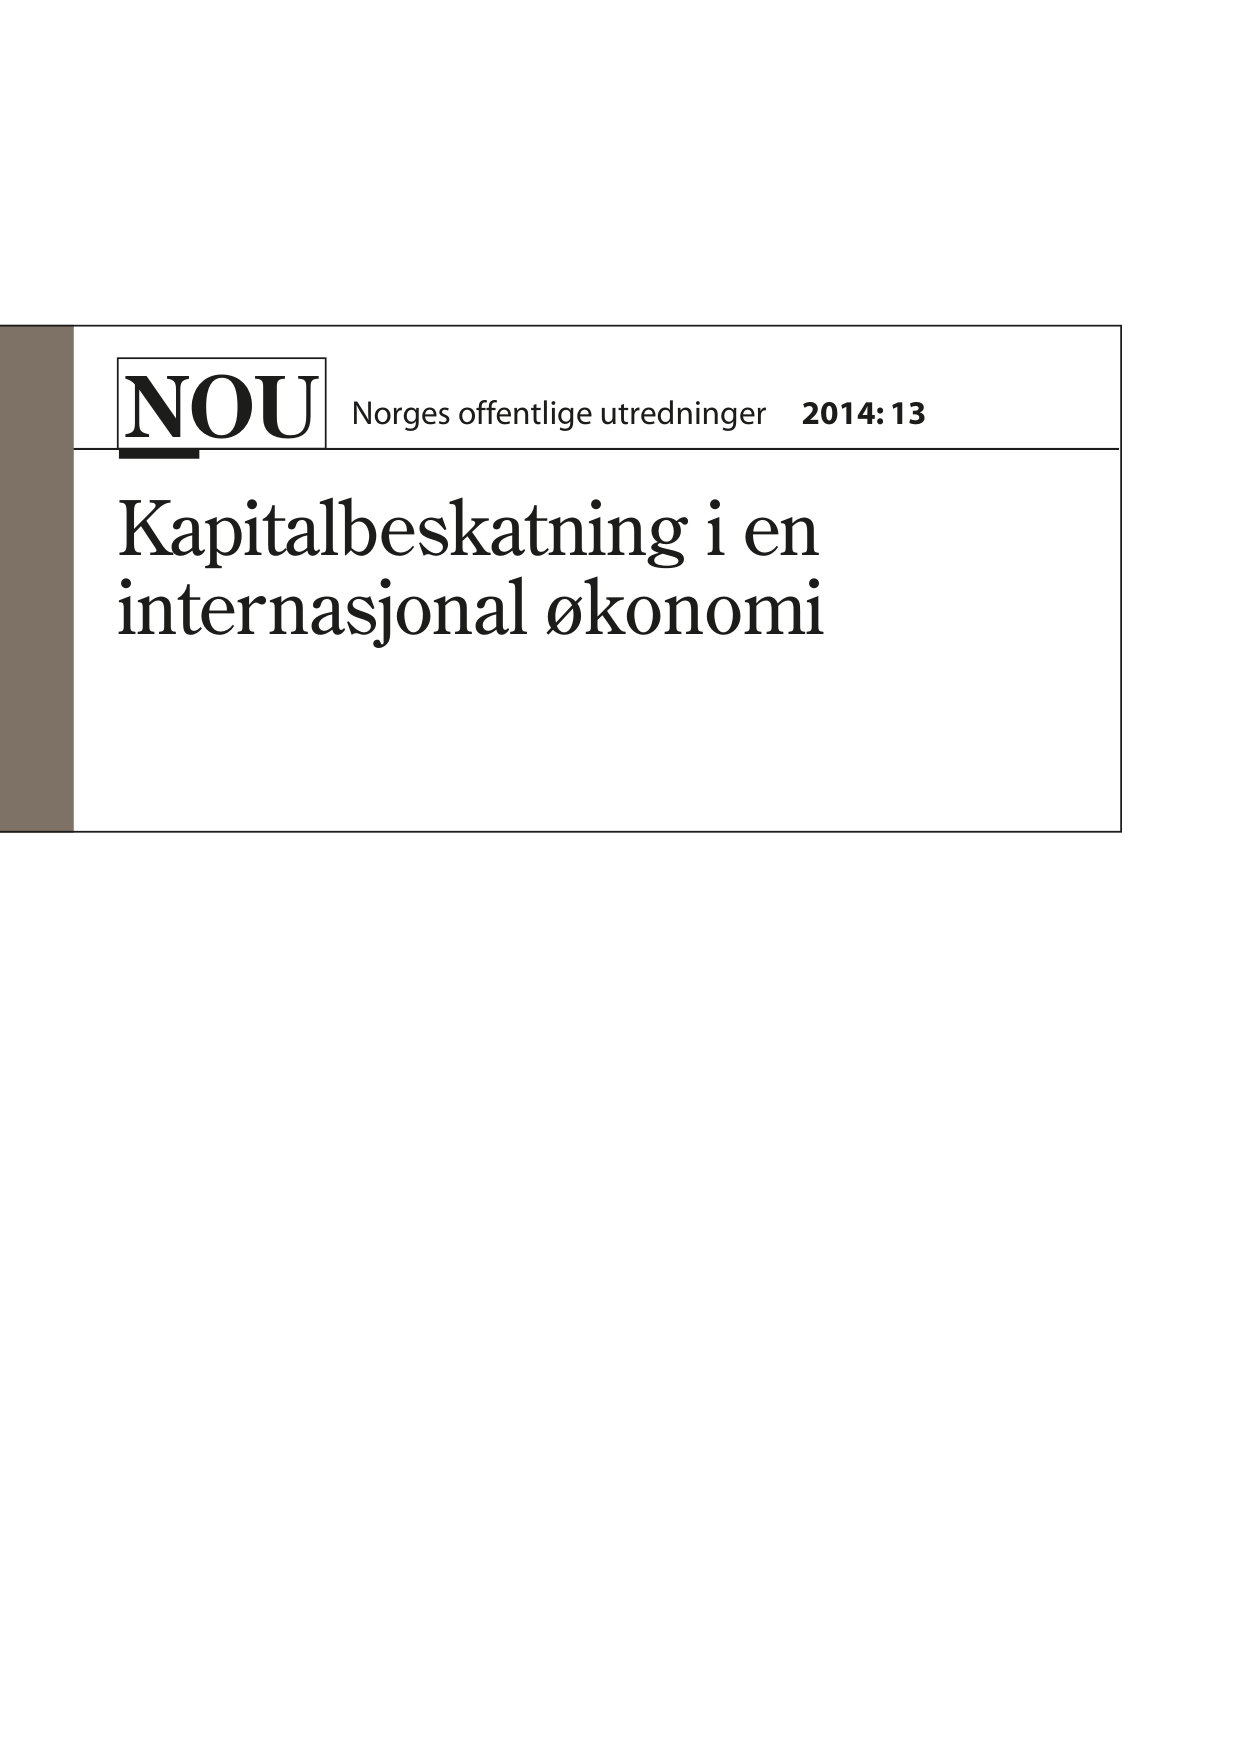 NOU Norges offentlige utredninger 2014: 13
Kapitalbeskatning i en
internasjonal økonomi